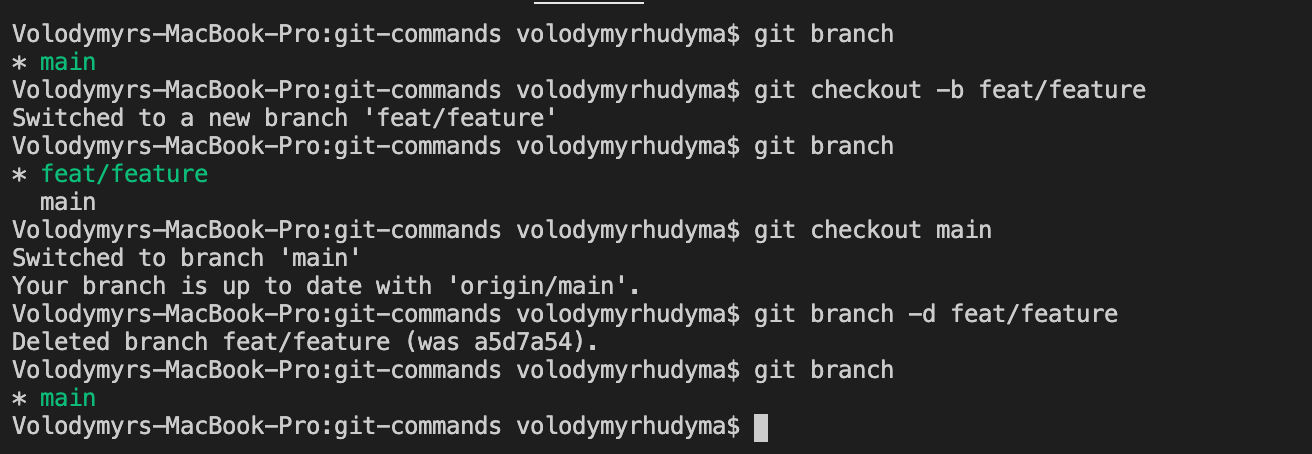 Volodymyrs-MacBook-Pro:git-commands volodymyrhudyma$ git branch
* main
Volodymyrs-MacBook-Pro:git-commands volodymyrhudyma$ git checkout -b feat/feature
Switched to a new branch 'feat/feature'
Volodymyrs-MacBook-Pro:git-commands volodymyrhudyma$ git branch
* feat/feature
  main
Volodymyrs-MacBook-Pro:git-commands volodymyrhudyma$ git checkout main
Switched to branch 'main'
Your branch is up to date with 'origin/main'.
Volodymyrs-MacBook-Pro:git-commands volodymyrhudyma$ git branch -d feat/feature
Deleted branch feat/feature (was a5d7a54).
Volodymyrs-MacBook-Pro:git-commands volodymyrhudyma$ git branch
* main
Volodymyrs-MacBook-Pro:git-commands volodymyrhudyma$